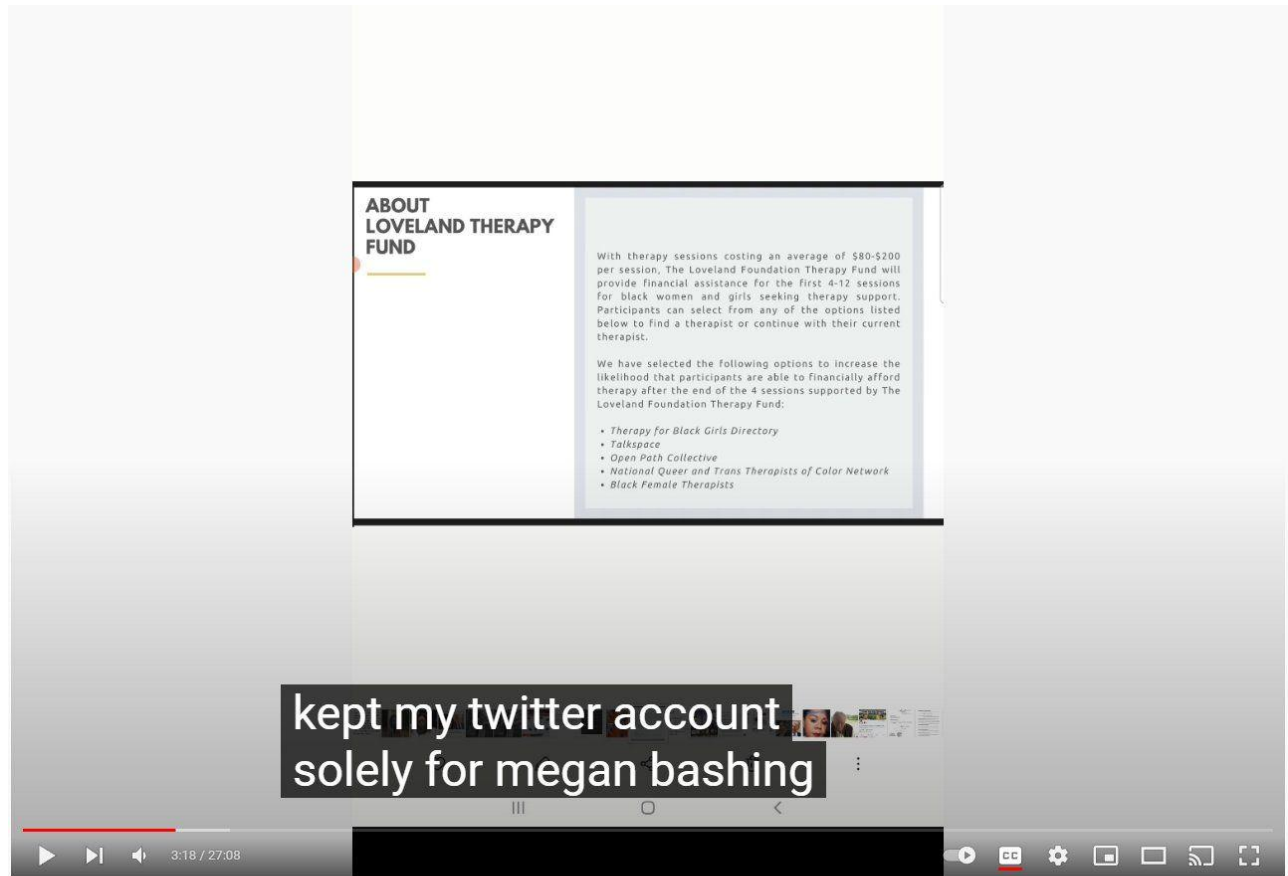 ABOUT
LOVELAND THERAPY
FUND
With therapy sessions costing an average of $80-$200
per session, The Loveland Foundation Therapy Fund will
provide financial assistance for the first 4-12 sessions
for black women and girls seeking therapy support.
Participants can select from any of the options listed
below to find a therapist or continue with their current
therapist.
We have selected the following options to increase the
likelihood that participants are able to financially afford
therapy after the end of the 4 sessions supported by The
Loveland Foundation Therapy Fund:
• Therapy for Black Girls Directory
• Talkspace
• Open Path Collective
• National Queer and Trans Therapists of Color Network
• Black Female Therapists
kept my twitter account
solely for megan bashing
3:18 / 27:08
CC